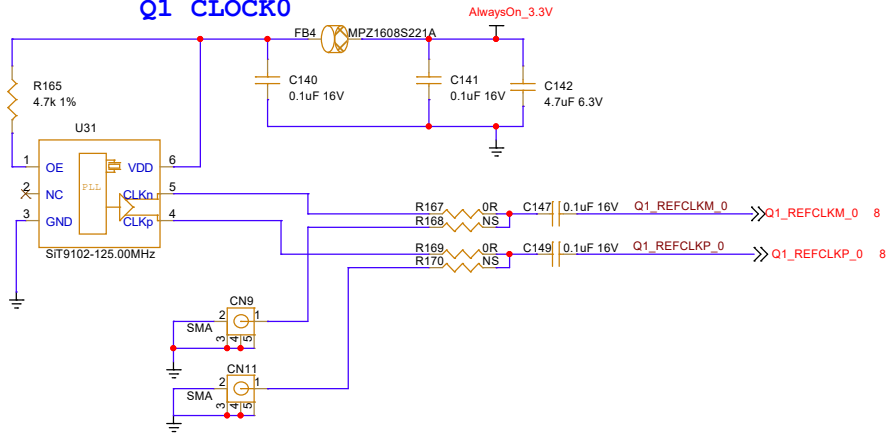 Q1 CLOCK0
AlwaysOn_3.3V
FB4
MPZ1608S221A
R165
4.7k 1%
C140
0.1uF 16V
C141
0.1uF 16V
C142
4.7uF 6.3V
U31
1
OE
VDD
6
2
NC
PLL
CLKn
5
3
GND
CLKp
4
SiT9102-125.00MHz
R167
0R
R168
NS
C147
0.1uF 16V
Q1_REFCLKM_0
Q1_REFCLKM_0 8
R169
0R
R170
NS
C149
0.1uF 16V
Q1_REFCLKP_0
Q1_REFCLKP_0 8
CN9
2
1
SMA
3
4
5
CN11
2
1
SMA
3
4
5